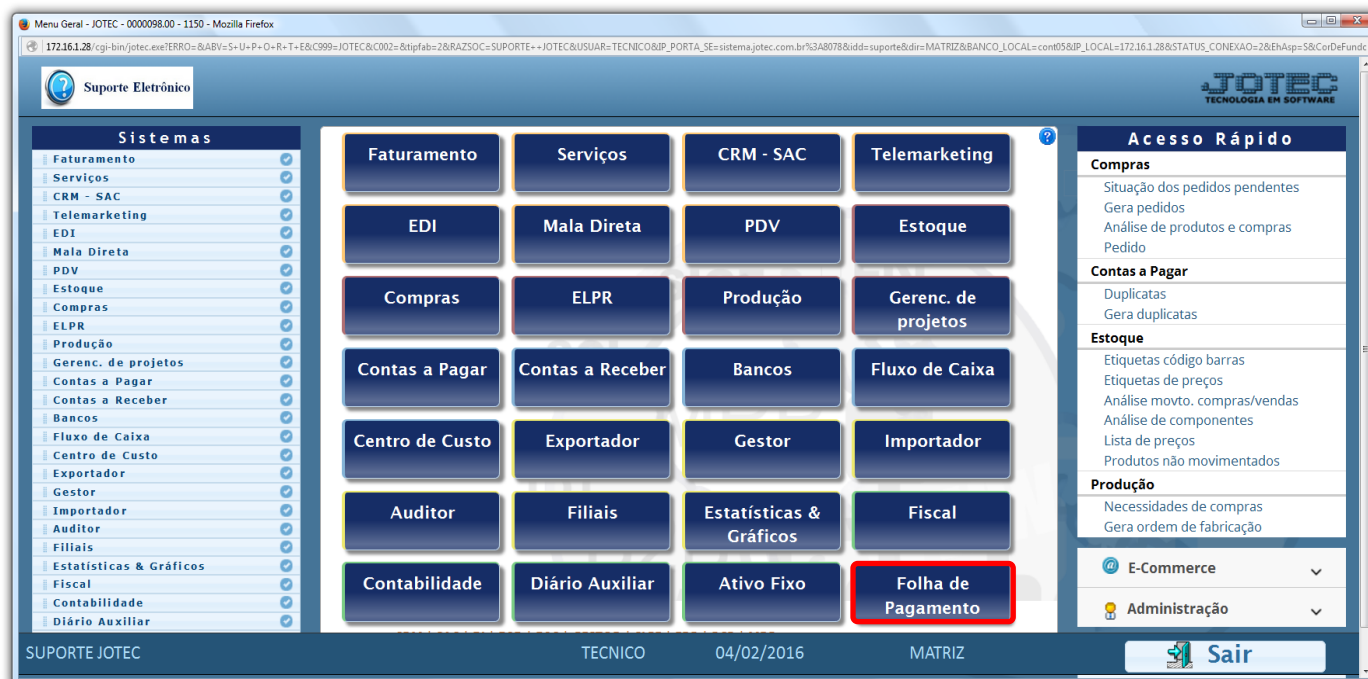 Menu Geral - JOTEC - 0000098.00 - 1150 - Mozilla Firefox
172.16.1.28/cgi-bin/jotec.exe?ERRO=&ABV=S+U+P+O+R+T+E&C999=JOTEC&C002=&tipfab=2&RAZSOC=SUPORTE++JOTEC&USUAR=TECNICO&IP_PORTA_SE=sistema.jotec.com.br%3A8078&idd=suporte&dir=MATRIZ&BANCO_LOCAL=cont05&IP_LOCAL=172.16.1.28&STATUS_CONEXAO=2&EhAsp=S&CorDeFundc
Suporte Eletrônico
JOTEC
TECNOLOGIA EM SOFTWARE
Sistemas
Faturamento
Serviços
CRM - SAC
Telemarketing
EDI
Mala Direta
PDV
Estoque
Compras
ELPR
Produção
Gerenc. de projetos
Contas a Pagar
Contas a Receber
Bancos
Fluxo de Caixa
Centro de Custo
Exportador
Gestor
Importador
Auditor
Filiais
Estatísticas & Gráficos
Fiscal
Contabilidade
Diário Auxiliar
Faturamento
Serviços
CRM - SAC
Telemarketing
EDI
Mala Direta
PDV
Estoque
Compras
ELPR
Produção
Gerenc. de
projetos
Contas a Pagar
Contas a Receber
Bancos
Fluxo de Caixa
Centro de Custo
Exportador
Gestor
Importador
Auditor
Filiais
Estatísticas &
Gráficos
Fiscal
Contabilidade
Diário Auxiliar
Ativo Fixo
Folha de
Pagamento
Acesso Rápido
Compras
Situação dos pedidos pendentes
Gera pedidos
Análise de produtos e compras
Pedido
Contas a Pagar
Duplicatas
Gera duplicatas
Estoque
Etiquetas código barras
Etiquetas de preços
Análise movto. compras/vendas
Análise de componentes
Lista de preços
Produtos não movimentados
Produção
Necessidades de compras
Gera ordem de fabricação
E-Commerce
Administração
SUPORTE JOTEC
TECNICO
04/02/2016
MATRIZ
Sair